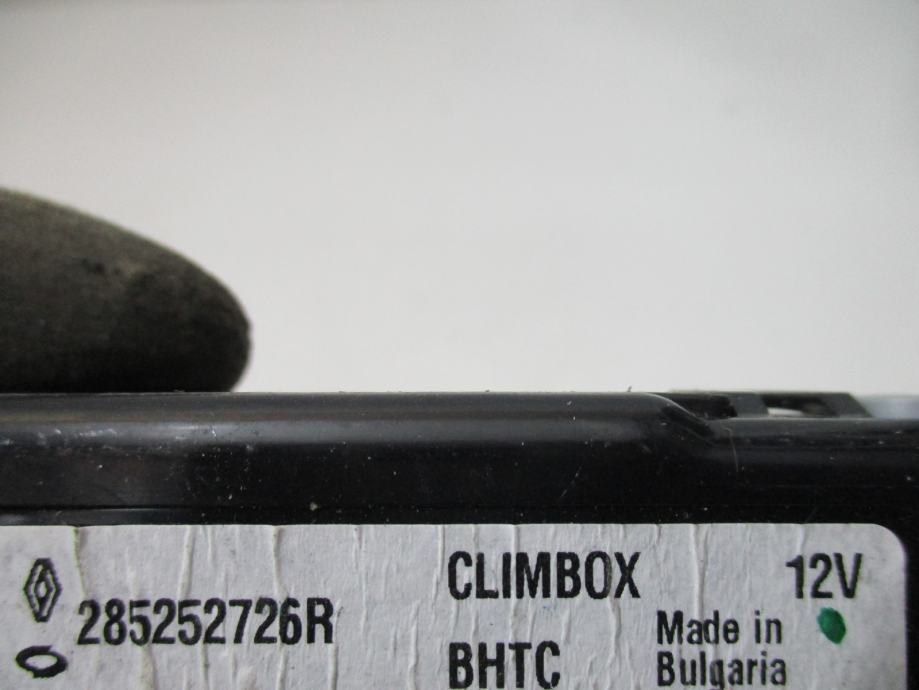 CLIMBOX 12V
285252726R Made in
BHTC Bulgaria